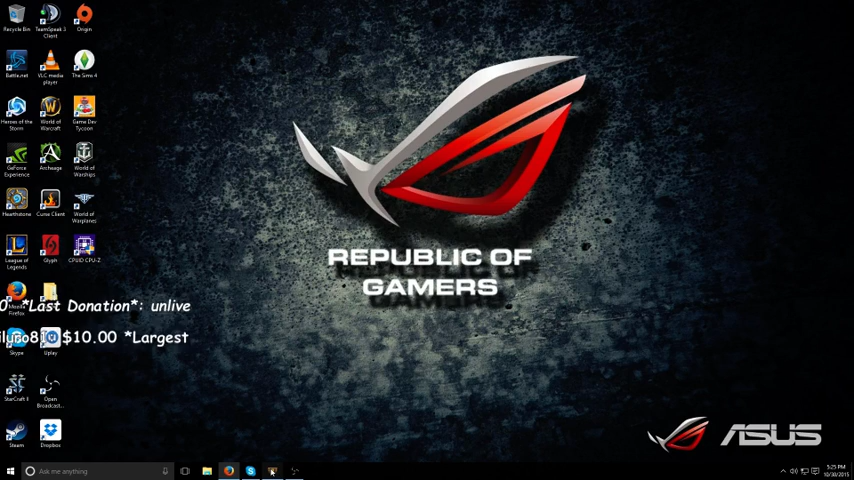 Recycle Bin
TeamSpeak 3 Client
Origin
Battle.net
VLC media player
The Sims 4
Heroes of the Storm
World of Warcraft
Game Dev Tycoon
GeForce Experience
Archeage
World of Warships
Hearthstone
Curse Client
World of Warplanes
League of Legends
Glyph
CPUID CPU-Z
REPUBLIC OF
GAMERS
Mozilla Firefox
0 *Last Donation*: unlive
$10.00 *Largest
Skype
Uplay
StarCraft II
Open Broadcast...
Steam
Dropbox
ASUS
Ask me anything
5:25 PM
10/30/2015